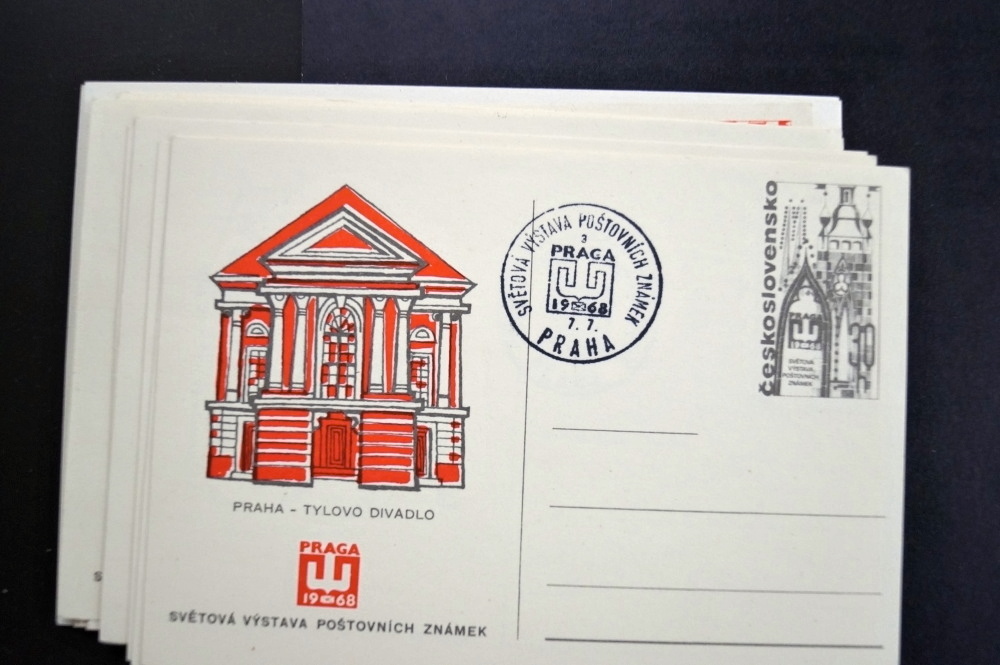 PRAHA - TYLOVO DIVADLO
PRAGA
1968
SVĚTOVÁ VÝSTAVA POŠTOVNÍCH ZNÁMEK
SVĚTOVÁ VÝSTAVA POŠTOVNÍCH ZNÁMEK
3
PRAGA
1968
7. 7.
PRAHA
československo
PRAGA
SVĚTOVÁ
VÝSTAVA
POŠTOVNÍCH
ZNÁMEK
30
S